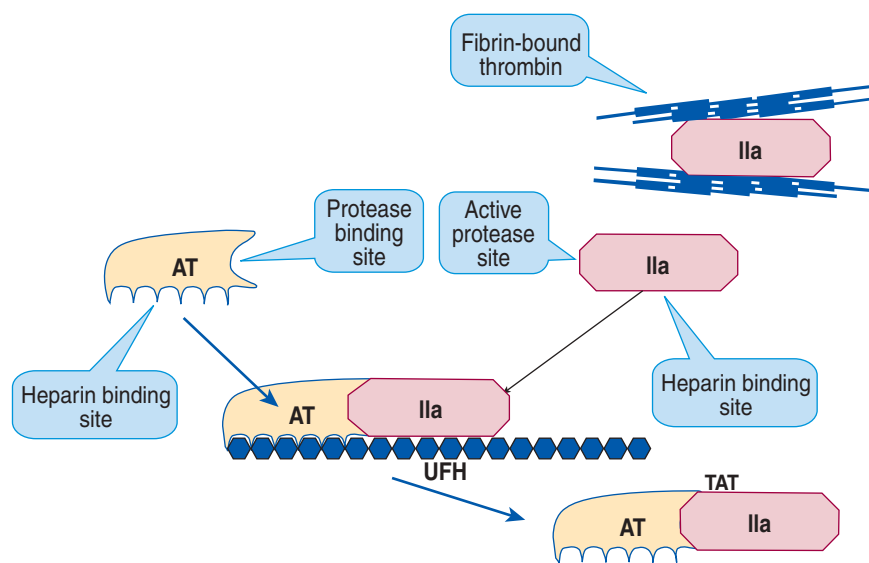 Fibrin-bound
thrombin
IIa
Protease
binding
site
Active
protease
site
AT
IIa
Heparin binding
site
Heparin binding
site
AT
IIa
UFH
TAT
AT
IIa